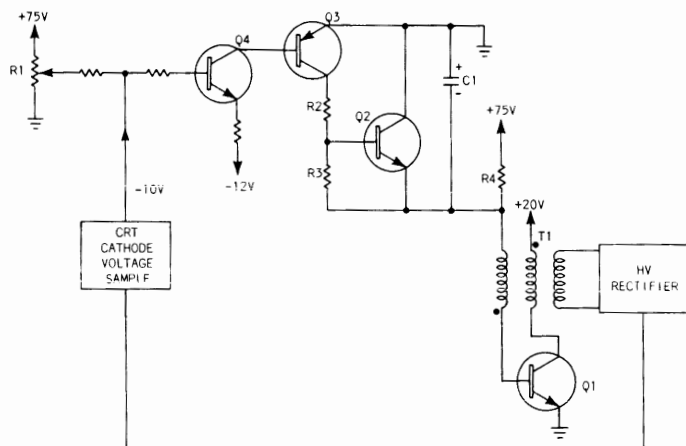 +75V
R1
Q4
Q3
R2
Q2
R3
C1
+
-
+75V
R4
-12V
-10V
+20V
T1
CRT
CATHODE
VOLTAGE
SAMPLE
HV
RECTIFIER
Q1